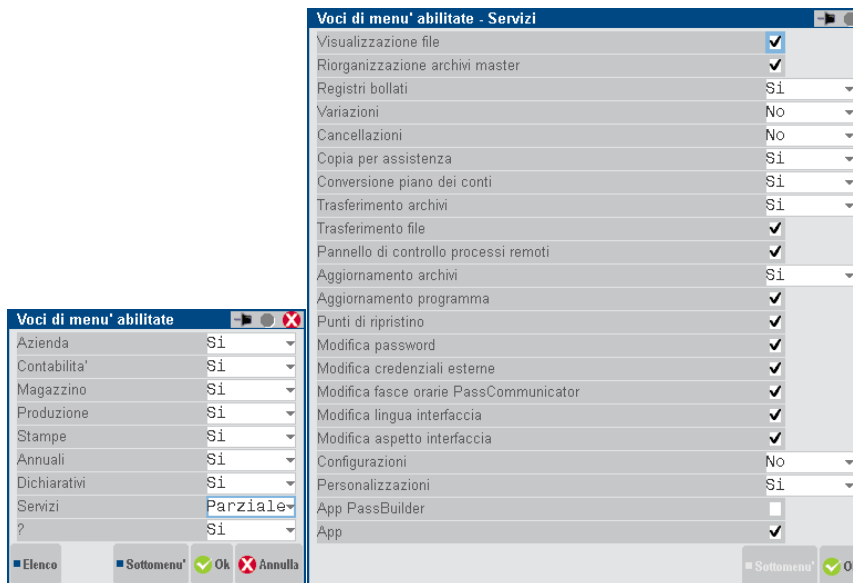 Voci di menu' abilitate - Servizi
Visualizzazione file
Riorganizzazione archivi master
Registri bollati Si
Variazioni No
Cancellazioni No
Copia per assistenza Si
Conversione piano dei conti Si
Trasferimento archivi Si
Trasferimento file
Pannello di controllo processi remoti
Aggiornamento archivi Si
Aggiornamento programma
Punti di ripristino
Modifica password
Modifica credenziali esterne
Modifica fasce orarie PassCommunicator
Modifica lingua interfaccia
Modifica aspetto interfaccia
Configurazioni No
Personalizzazioni Si
App PassBuilder
App
Sottomenu' O
Voci di menu' abilitate
Azienda Si
Contabilita' Si
Magazzino Si
Produzione Si
Stampe Si
Annuali Si
Dichiarativi Si
Servizi Parziale
? Si
Elenco Sottomenu' Ok Annulla